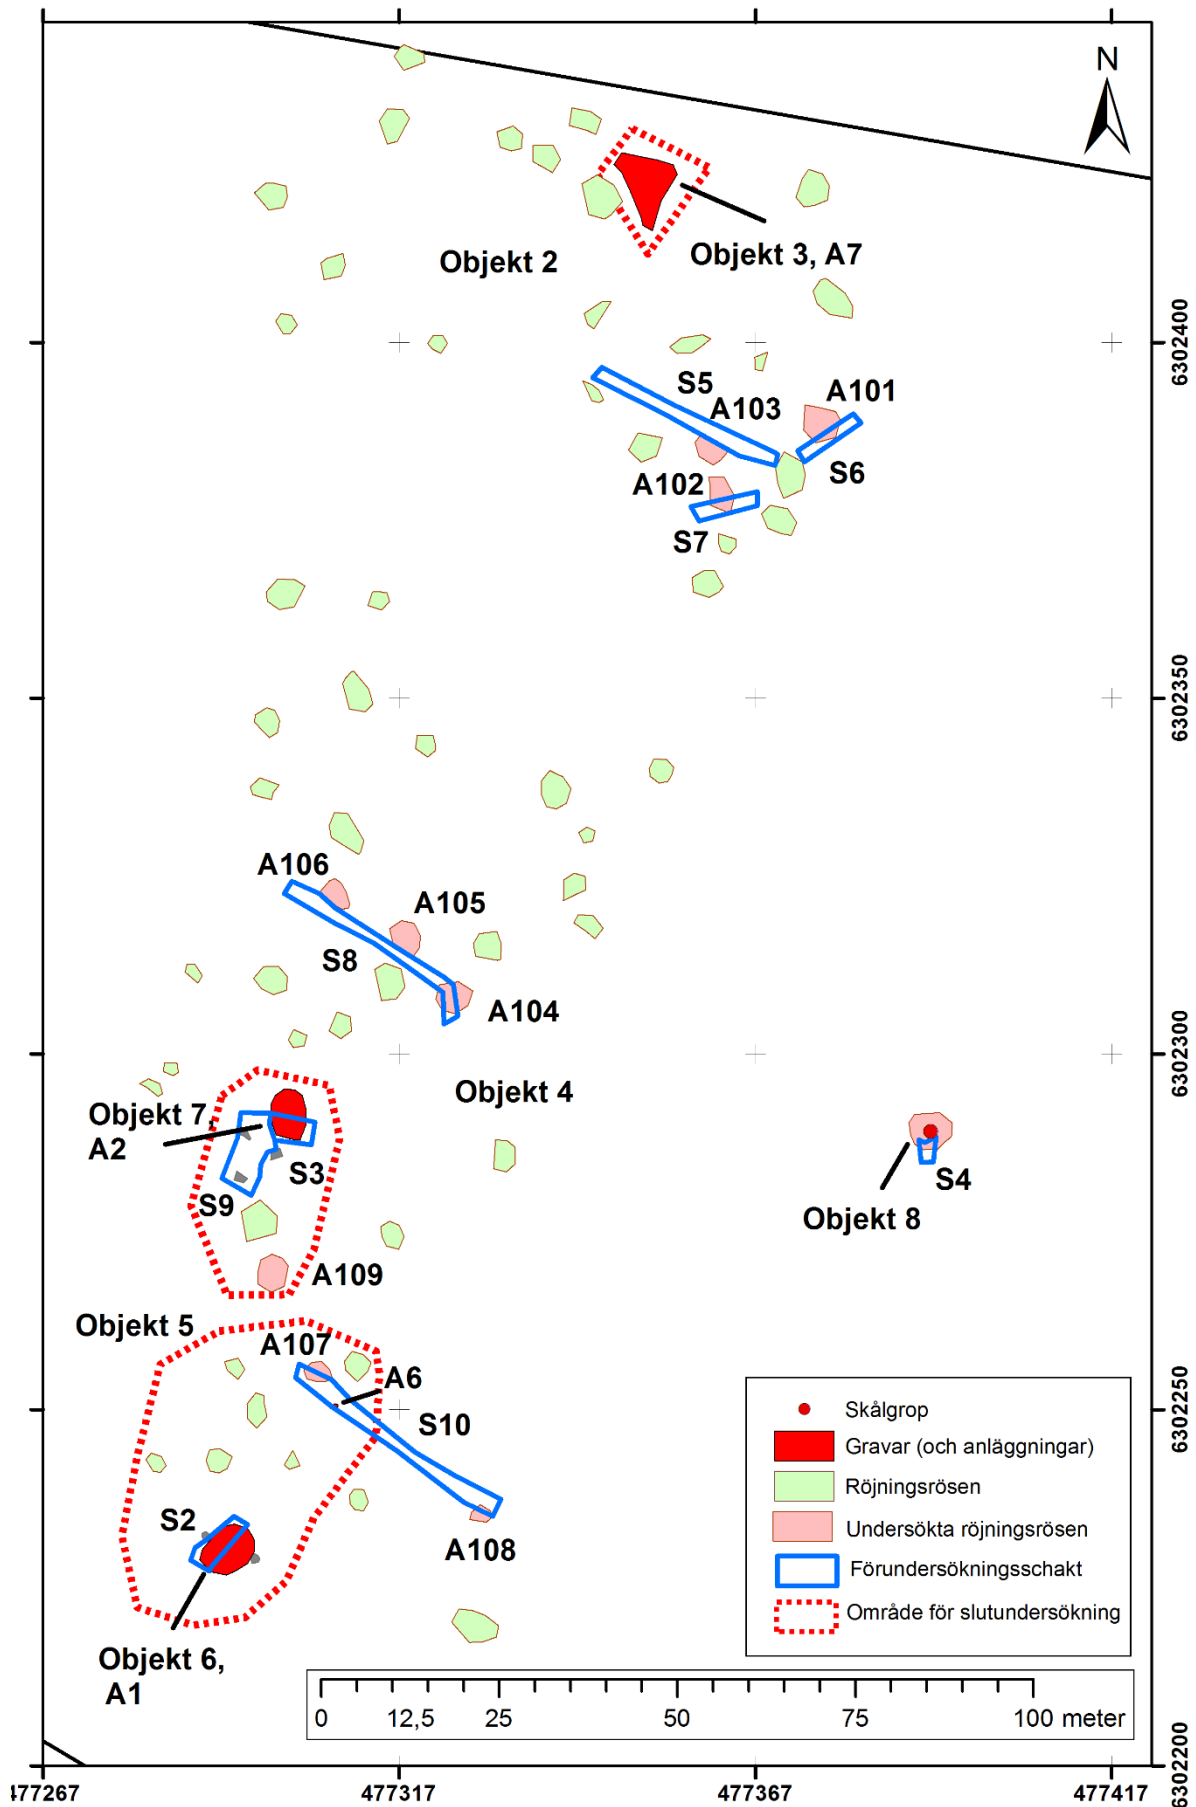 N
Objekt 2
Objekt 3, A7
6302400
S5
A103
A101
A102
S6
S7
6302350
A106
A105
S8
A104
6302300
Objekt 4
Objekt 7,
A2
S3
S9
S4
Objekt 8
A109
Objekt 5
A107
A6
S10
6302250
S2
A108
Objekt 6,
A1
Skålgrop
Gravar (och anläggningar)
Röjningsrösen
Undersökta röjningsrösen
Förundersökningsschakt
Område för slutundersökning
0 12,5 25 50 75 100 meter
6302200
477267 477317 477367 477417